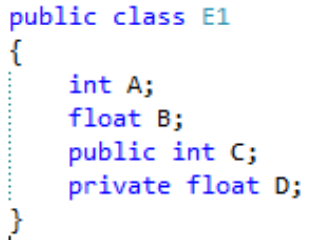 public class E1
{
    int A;
    float B;
    public int C;
    private float D;
}